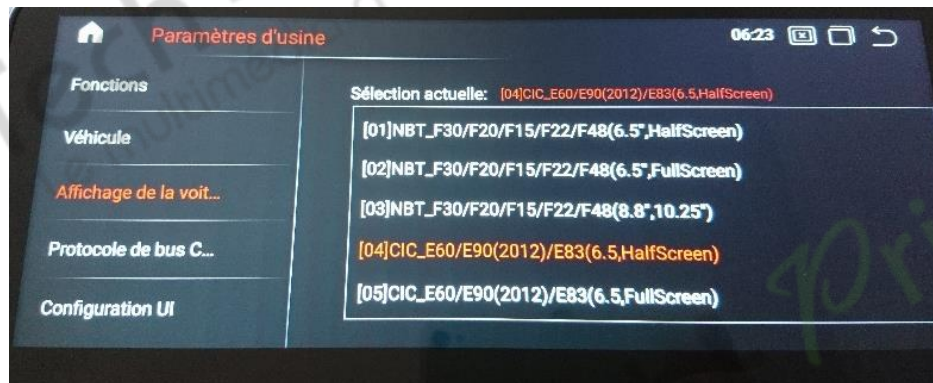 Paramètres d'usine
06:23
Fonctions
Véhicule
Affichage de la voit...
Protocole de bus C...
Configuration UI
Sélection actuelle: [04]CIC_E60/E90(2012)/E83(6.5,HalfScreen)
[01]NBT_F30/F20/F15/F22/F48(6.5",HalfScreen)
[02]NBT_F30/F20/F15/F22/F48(6.5",FullScreen)
[03]NBT_F30/F20/F15/F22/F48(8.8",10.25")
[04]CIC_E60/E90(2012)/E83(6.5,HalfScreen)
[05]CIC_E60/E90(2012)/E83(6.5,FullScreen)